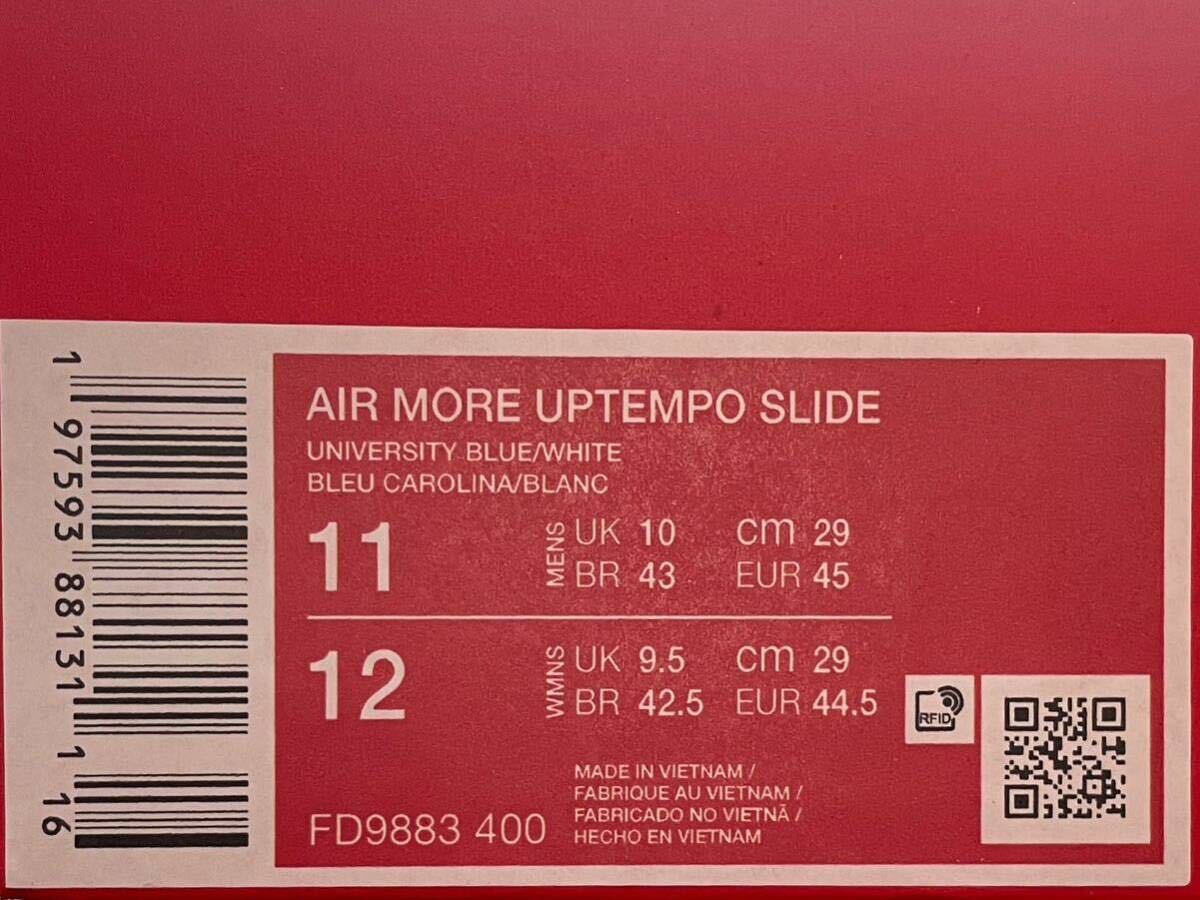 AIR MORE UPTEMPO SLIDE
UNIVERSITY BLUE/WHITE
BLEU CAROLINA/BLANC
11 MENS UK 10 CM 29
BR 43 EUR 45
12 WMNS UK 9.5 CM 29
BR 42.5 EUR 44.5
RFID
MADE IN VIETNAM /
FABRIQUE AU VIETNAM /
FABRICADO NO VIETNÃ /
HECHO EN VIETNAM
FD9883 400
1 97593 88131 1 16